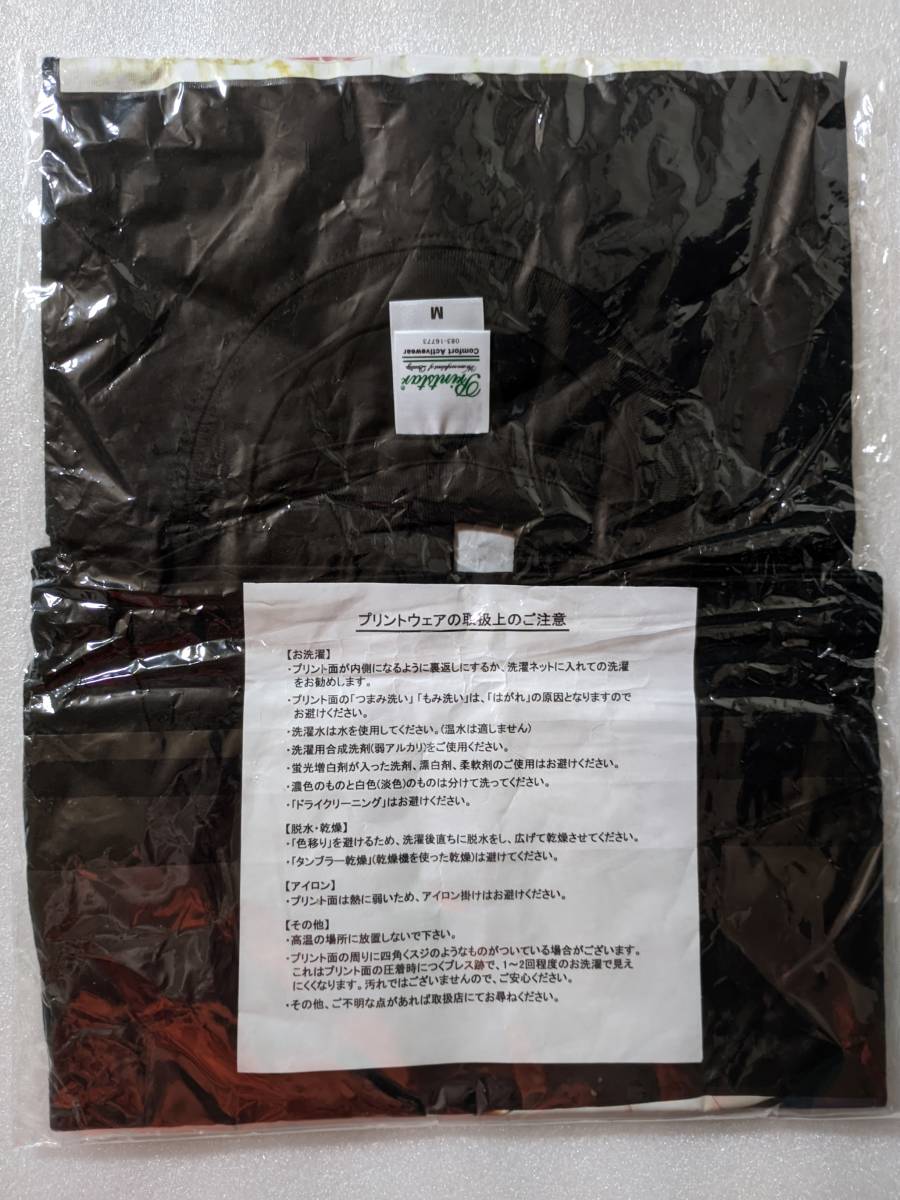 M
083-16773
Comfort Activewear
Printstar®
プリントウェアの取扱上のご注意
【お洗濯】
・プリント面が内側になるように裏返しにするか、洗濯ネットに入れての洗濯
をお勧めします。
・プリント面の「つまみ洗い」「もみ洗い」は、「はがれ」の原因となりますので
お避けください。
・洗濯水は水を使用してください。(温水は適しません)
・洗濯用合成洗剤(弱アルカリ)をご使用ください。
・蛍光増白剤が入った洗剤、漂白剤、柔軟剤のご使用はお避けください。
・濃色のものと白色(淡色)のものは分けて洗ってください。
・「ドライクリーニング」はお避けください。
【脱水・乾燥】
・「色移り」を避けるため、洗濯後直ちに脱水をし、広げて乾燥させてください。
・「タンブラー乾燥」(乾燥機を使った乾燥)は避けてください。
【アイロン】
・プリント面は熱に弱いため、アイロン掛けはお避けください。
【その他】
・高温の場所に放置しないで下さい。
・プリント面の周りに四角くスジのようなものがついている場合がございます。
これはプリント面の圧着時につくプレス跡で、1～2回程度のお洗濯で見え
にくくなります。汚れではございませんので、ご安心ください。
・その他、ご不明な点があれば取扱店にてお尋ねください。